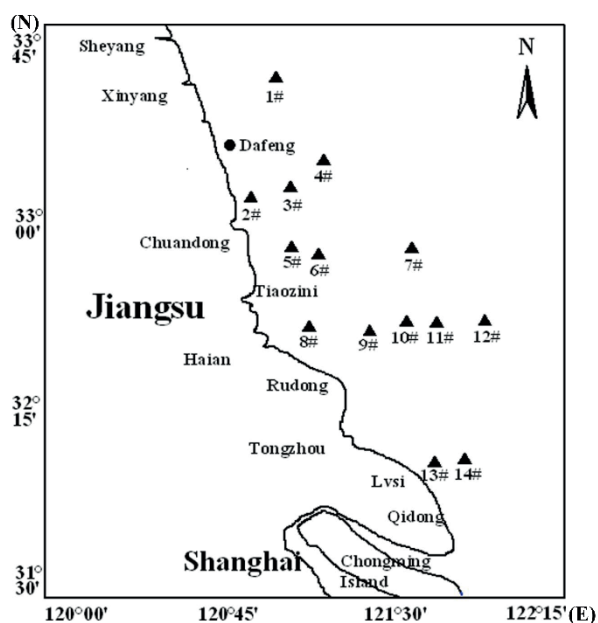 (N)
33°
45'
Sheyang
N
Xinyang
1#
Dafeng
4#
3#
2#
33°
00'
Chuandong
5#
6#
7#
Tiaozini
Jiangsu
8#
9#
10#
11#
12#
Haian
Rudong
32°
15'
Tongzhou
13#
14#
Lvsi
Qidong
Shanghai
Chongming
Island
31°
30'
120°00'
120°45'
121°30'
122°15'
(E)